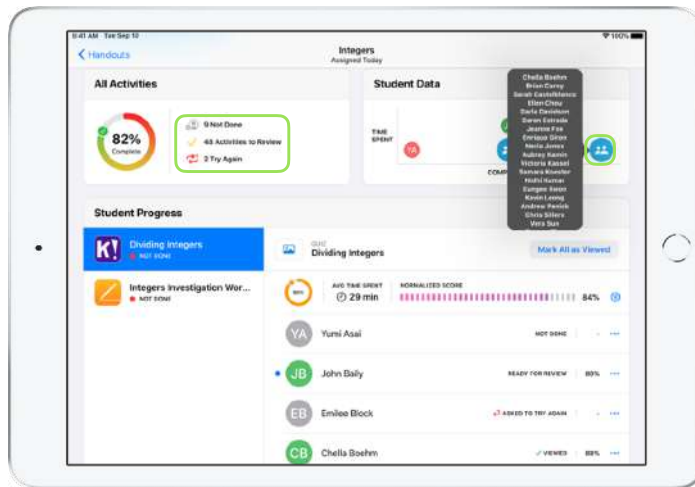 9:41 AM Tue Sep 10
100%
Handouts
Integers
Assigned Today
All Activities
82%
Complete
9 Not Done
48 Activities to Review
2 Try Again
Student Data
TIME
SPENT
YA
Chella Boehm
Brian Carey
Sarah Castelblanco
Ellen Chou
Darla Davidson
Daren Estrada
Jeanne Fox
Enrique Giron
Nerio Jones
Aubrey Kamin
Victoria Kassel
Samara Koester
Nidhi Kumar
Eungee Kwon
Kevin Leong
Andrew Penick
Chris Sillers
Vera Sun
Student Progress
K!
Dividing Integers
NOT DONE
Integers Investigation Wor...
NOT DONE
QUIZ
Dividing Integers
Mark All as Viewed
AVG TIME SPENT
29 min
NORMALIZED SCORE
84%
YA
Yumi Asai
NOT DONE
-
JB
John Baily
READY FOR REVIEW
80%
EB
Emilee Block
ASKED TO TRY AGAIN
-
CB
Chella Boehm
VIEWED
88%